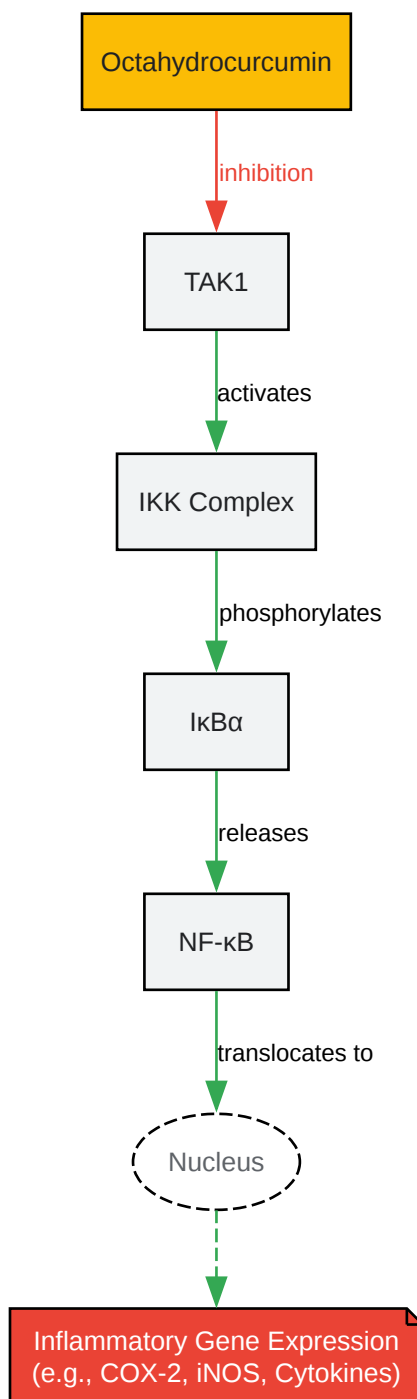 Octahydrocurcumin
inhibition
TAK1
activates
IKK Complex
phosphorylates
IκBα
releases
NF-κB
translocates to
Nucleus
Inflammatory Gene Expression
(e.g., COX-2, iNOS, Cytokines)